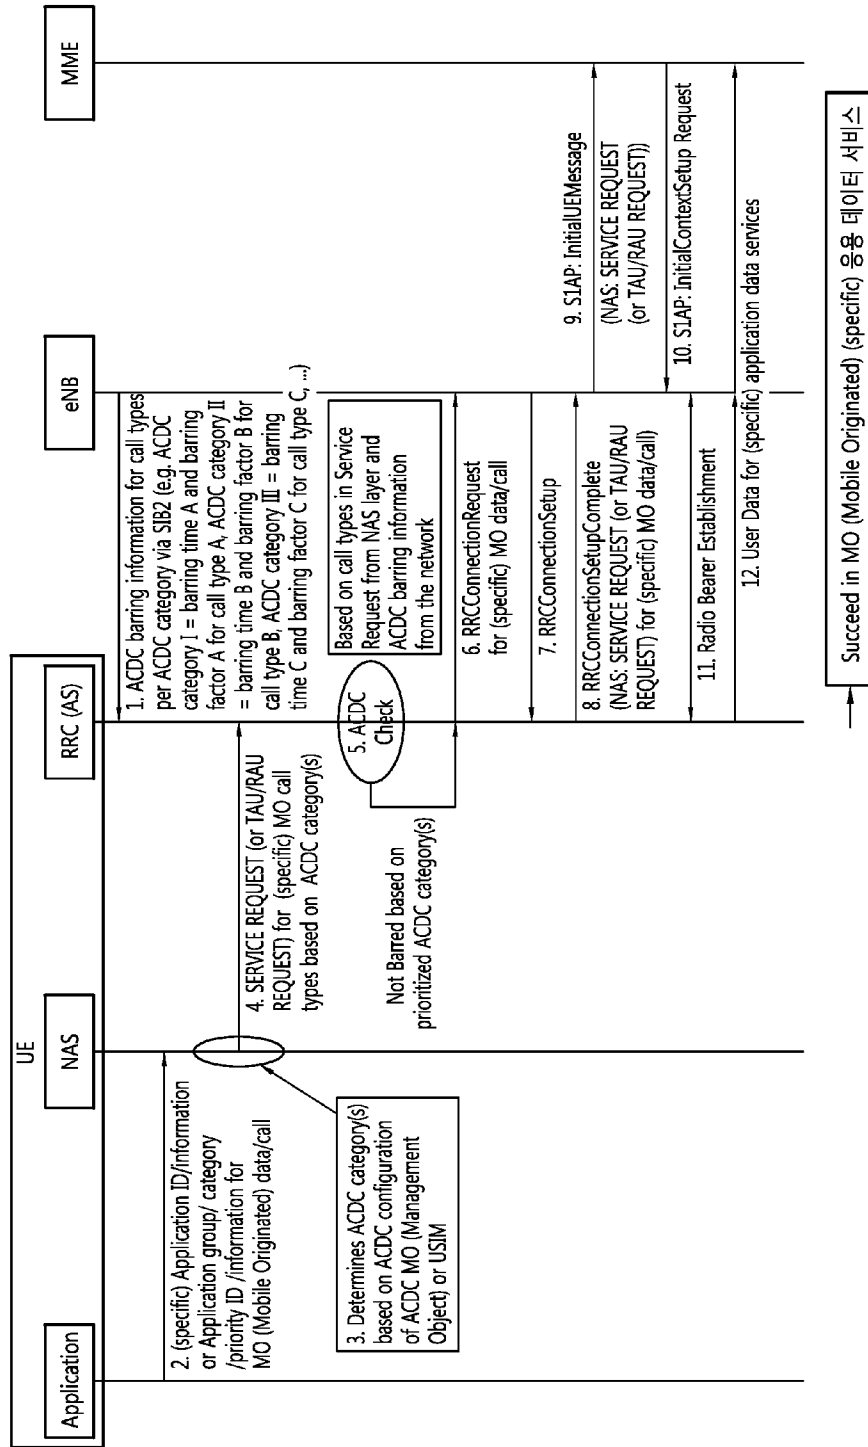 UE
Application
NAS
RRC (AS)
eNB
MME
1. ACDC barring information for call types
per ACDC category via SIB2 (e.g. ACDC
category I = barring time A and barring
factor A for call type A, ACDC category II
= barring time B and barring factor B for
call type B, ACDC category III = barring
time C and barring factor C for call type C, ...)
2. (specific) Application ID/information
or Application group/ category
/priority ID /information for
MO (Mobile Originated) data/call
3. Determines ACDC category(s)
based on ACDC configuration
of ACDC MO (Management
Object) or USIM
4. SERVICE REQUEST (or TAU/RAU
REQUEST) for (specific) MO call
types based on ACDC category(s)
5. ACDC
Check
Based on call types in Service
Request from NAS layer and
ACDC barring information
from the network
Not Barred based on
prioritized ACDC category(s)
6. RRCConnectionRequest
for (specific) MO data/call
7. RRCConnectionSetup
8. RRCConnectionSetupComplete
(NAS: SERVICE REQUEST (or TAU/RAU
REQUEST) for (specific) MO data/call)
9. S1AP: InitialUEMessage
(NAS: SERVICE REQUEST
(or TAU/RAU REQUEST))
10. S1AP: InitialContextSetup Request
11. Radio Bearer Establishment
12. User Data for (specific) application data services
Succeed in MO (Mobile Originated) (specific) 응용 데이터 서비스